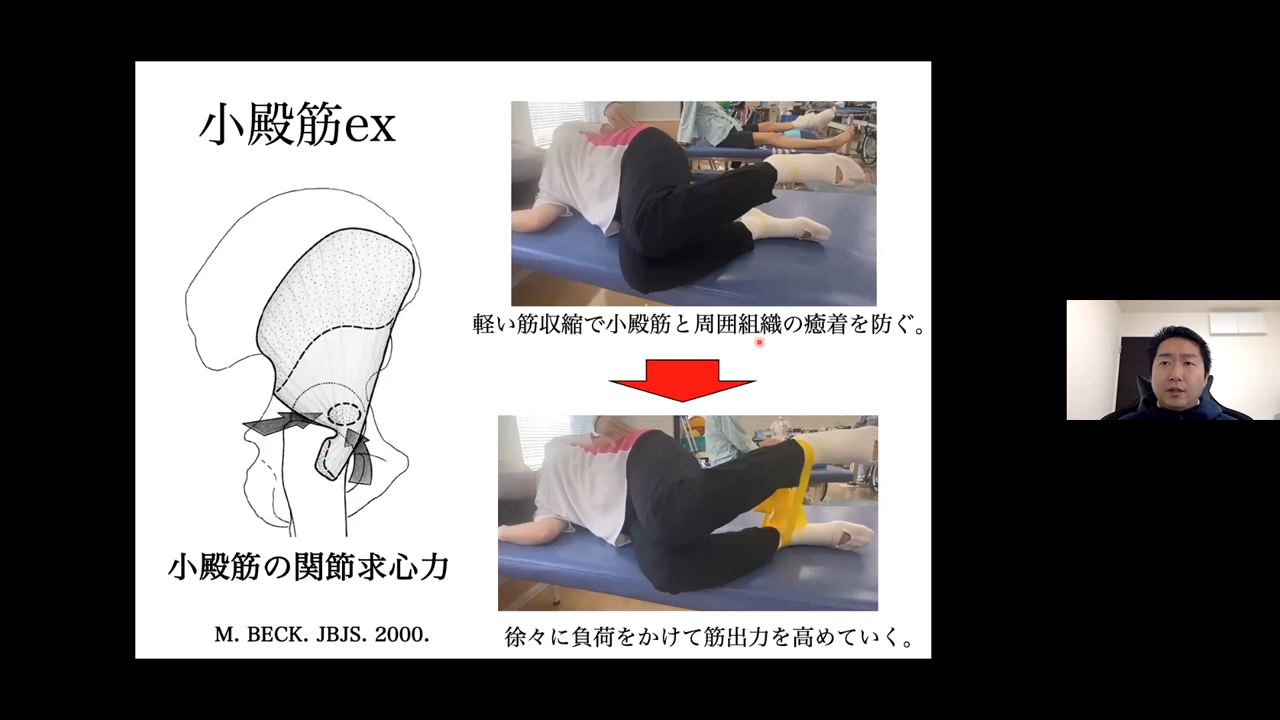 小殿筋ex
軽い筋収縮で小殿筋と周囲組織の癒着を防ぐ。
小殿筋の関節求心力
M. BECK. JBJS. 2000.
徐々に負荷をかけて筋出力を高めていく。